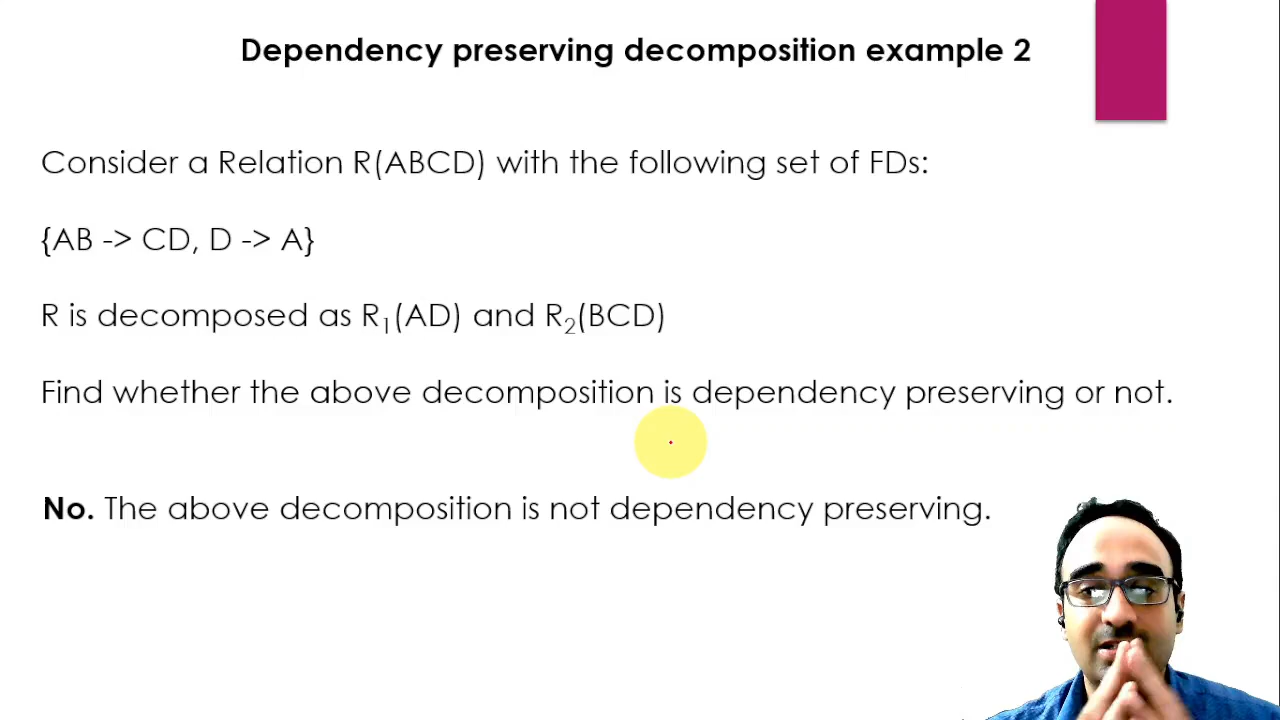 Dependency preserving decomposition example 2
Consider a Relation R(ABCD) with the following set of FDs:
{AB -> CD, D -> A}
R is decomposed as R₁(AD) and R₂(BCD)
Find whether the above decomposition is dependency preserving or not.
No. The above decomposition is not dependency preserving.